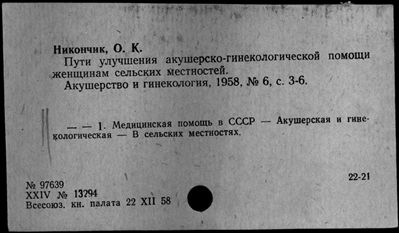 Никончик, О. К.
Пути улучшения акушерско-гинекологической помощи
женщинам сельских местностей.
Акушерство и гинекология, 1958, № 6, с. 3-6.
— — 1. Медицинская помощь в СССР — Акушерская и гине-
кологическая — В сельских местностях.
22-21
№ 97639
XXIV № 13294
Всесоюз. кн. палата 22 XII 58